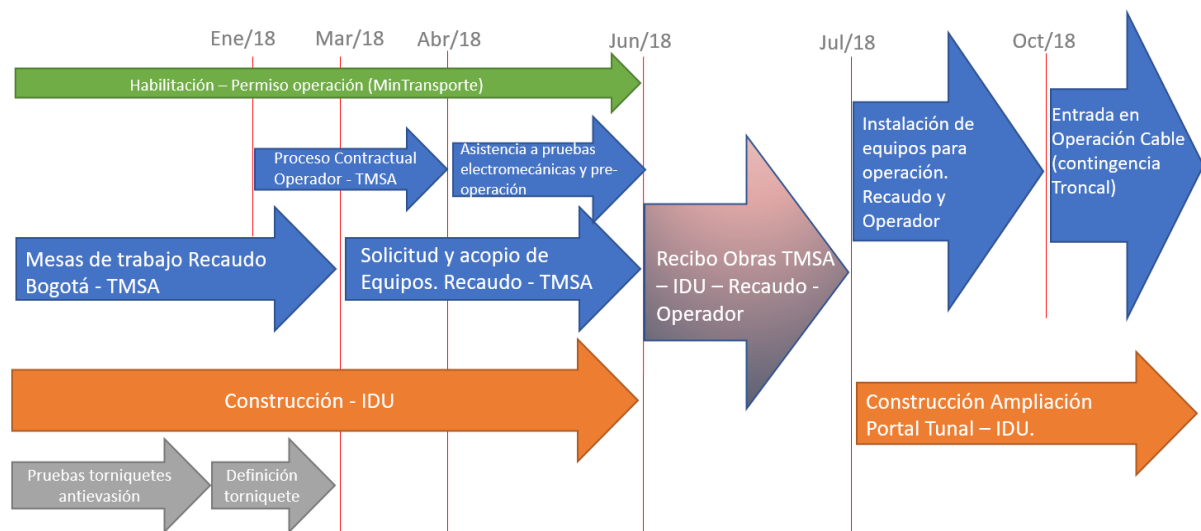 Ene/18
Mar/18
Abr/18
Jun/18
Jul/18
Oct/18
Habilitación – Permiso operación (MinTransporte)
Proceso Contractual
Operador - TMSA
Asistencia a pruebas
electromecánicas y pre-
operación
Instalación de
equipos para
operación.
Recaudo y
Operador
Entrada en
Operación Cable
(contingencia
Troncal)
Mesas de trabajo Recaudo
Bogotá - TMSA
Solicitud y acopio de
Equipos. Recaudo - TMSA
Recibo Obras TMSA
– IDU – Recaudo -
Operador
Construcción - IDU
Construcción Ampliación
Portal Tunal – IDU.
Pruebas torniquetes
antievasión
Definición
torniquete